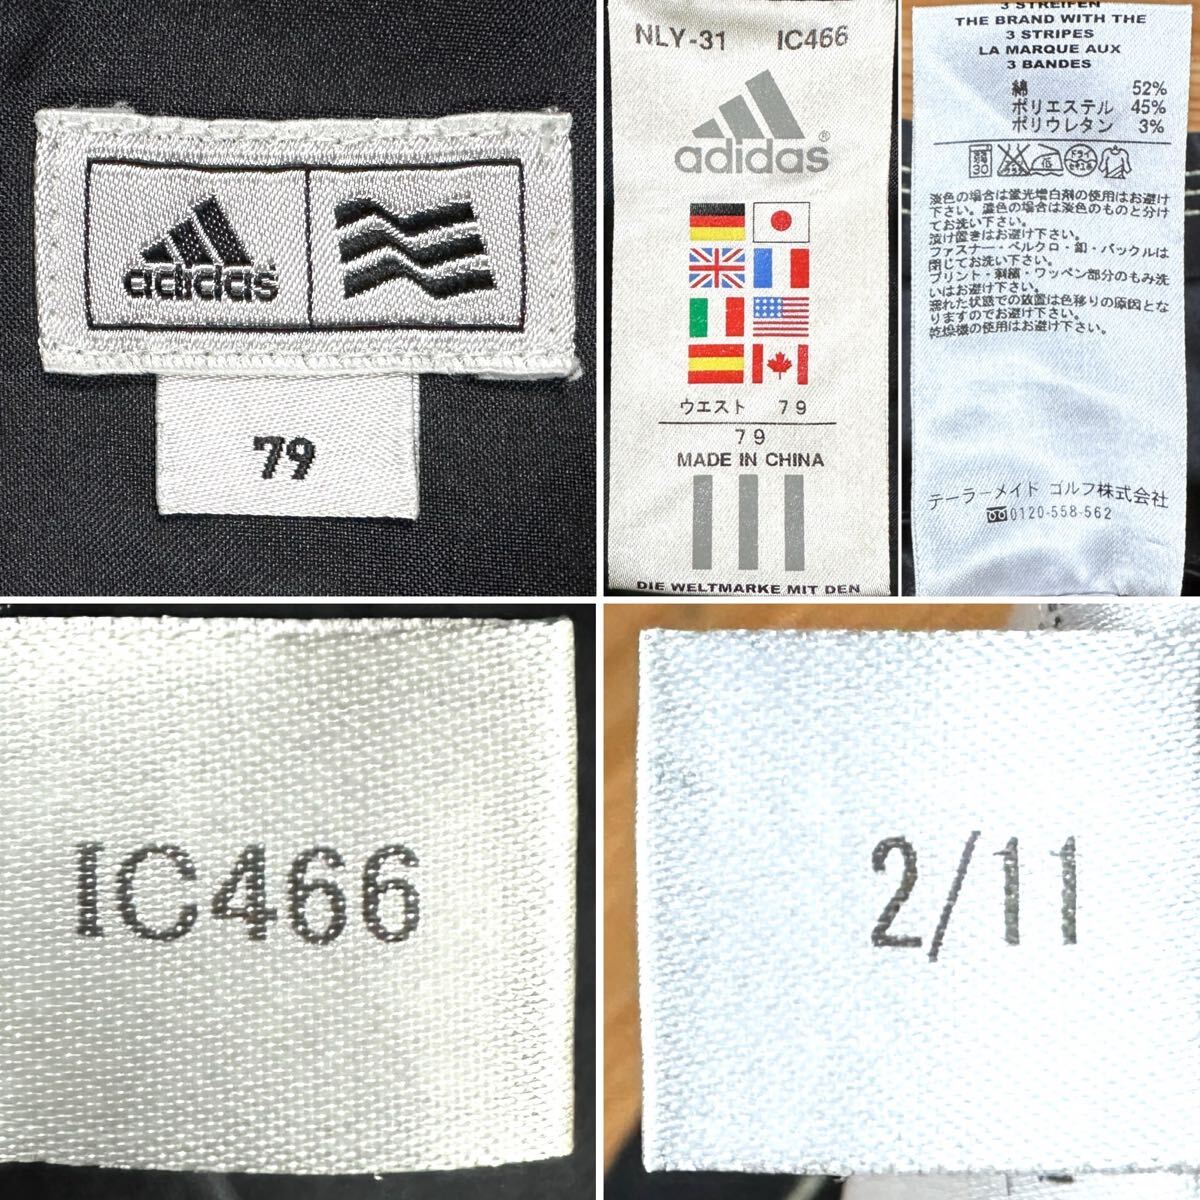 adidas
79
NLY-31 IC466
adidas®
ウエスト 79
79
MADE IN CHINA
DIE WELTMARKE MIT DEN
3 STREIFEN
THE BRAND WITH THE
3 STRIPES
LA MARQUE AUX
3 BANDES
綿 52%
ポリエステル 45%
ポリウレタン 3%
淡色の場合は蛍光増白剤の使用はお避け
下さい。濃色の場合は淡色のものと分け
てお洗い下さい。
漬け置きはお避け下さい。
ファスナー・ベルクロ・釦・バックルは
閉じてお洗い下さい。
プリント・刺繍・ワッペン部分のもみ洗
いはお避け下さい。
濡れた状態での放置は色移りの原因とな
りますのでお避け下さい。
乾燥機の使用はお避け下さい。
テーラーメイド ゴルフ株式会社
0120-558-562
IC466
2/11